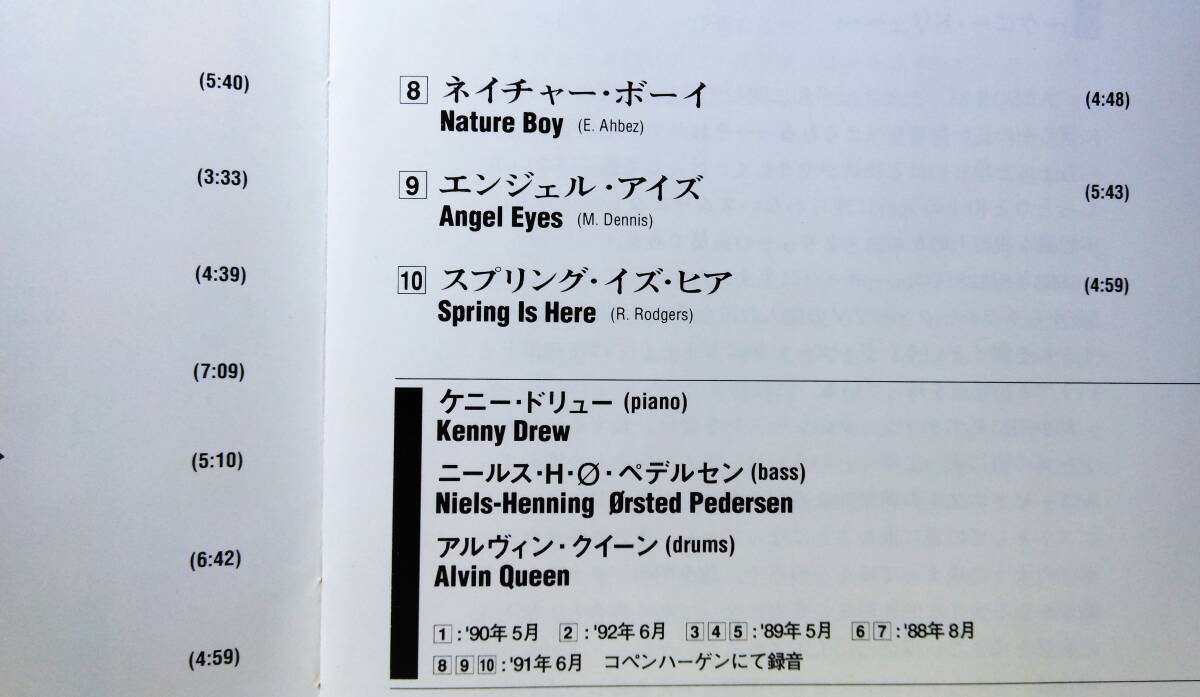 (5:40)
(3:33)
(4:39)
(7:09)
(5:10)
(6:42)
(4:59)
8 ネイチャー・ボーイ (4:48)
Nature Boy (E. Ahbez)
9 エンジェル・アイズ (5:43)
Angel Eyes (M. Dennis)
10 スプリング・イズ・ヒア (4:59)
Spring Is Here (R. Rodgers)
ケニー・ドリュー (piano)
Kenny Drew
ニールス・H・Ø・ペデルセン (bass)
Niels-Henning Ørsted Pedersen
アルヴィン・クイーン (drums)
Alvin Queen
1:'90年5月 2:'92年6月 3 4 5:'89年5月 6 7:'88年8月
8 9 10:'91年6月 コペンハーゲンにて録音